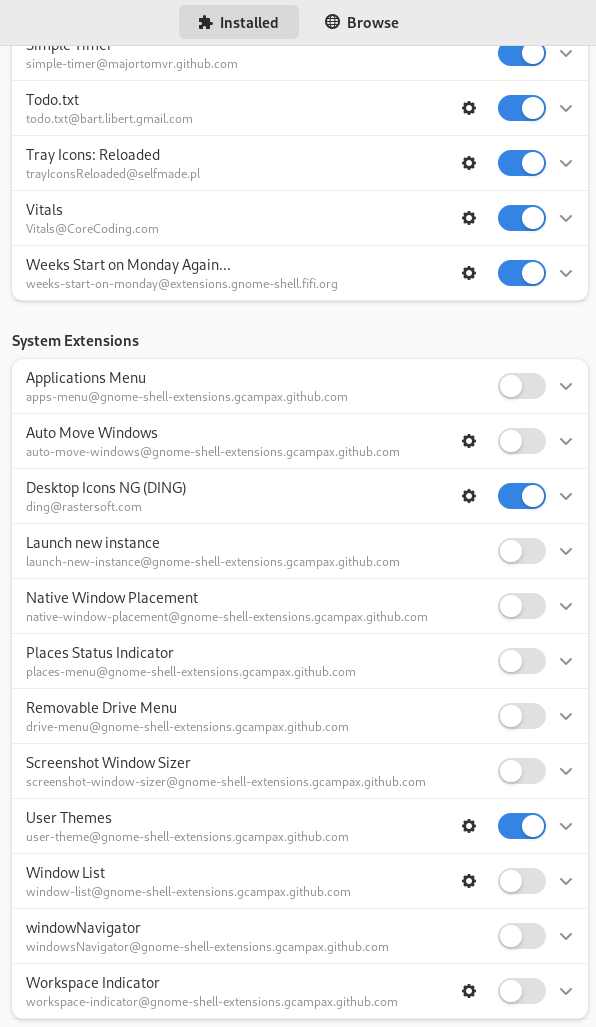 Installed
Browse
Simple Timer
simple-timer@majortomvr.github.com
Todo.txt
todo.txt@bart.libert.gmail.com
Tray Icons: Reloaded
trayIconsReloaded@selfmade.pl
Vitals
Vitals@CoreCoding.com
Weeks Start on Monday Again...
weeks-start-on-monday@extensions.gnome-shell.fifi.org
System Extensions
Applications Menu
apps-menu@gnome-shell-extensions.gcampax.github.com
Auto Move Windows
auto-move-windows@gnome-shell-extensions.gcampax.github.com
Desktop Icons NG (DING)
ding@rastersoft.com
Launch new instance
launch-new-instance@gnome-shell-extensions.gcampax.github.com
Native Window Placement
native-window-placement@gnome-shell-extensions.gcampax.github.com
Places Status Indicator
places-menu@gnome-shell-extensions.gcampax.github.com
Removable Drive Menu
drive-menu@gnome-shell-extensions.gcampax.github.com
Screenshot Window Sizer
screenshot-window-sizer@gnome-shell-extensions.gcampax.github.com
User Themes
user-theme@gnome-shell-extensions.gcampax.github.com
Window List
window-list@gnome-shell-extensions.gcampax.github.com
windowNavigator
windowsNavigator@gnome-shell-extensions.gcampax.github.com
Workspace Indicator
workspace-indicator@gnome-shell-extensions.gcampax.github.com